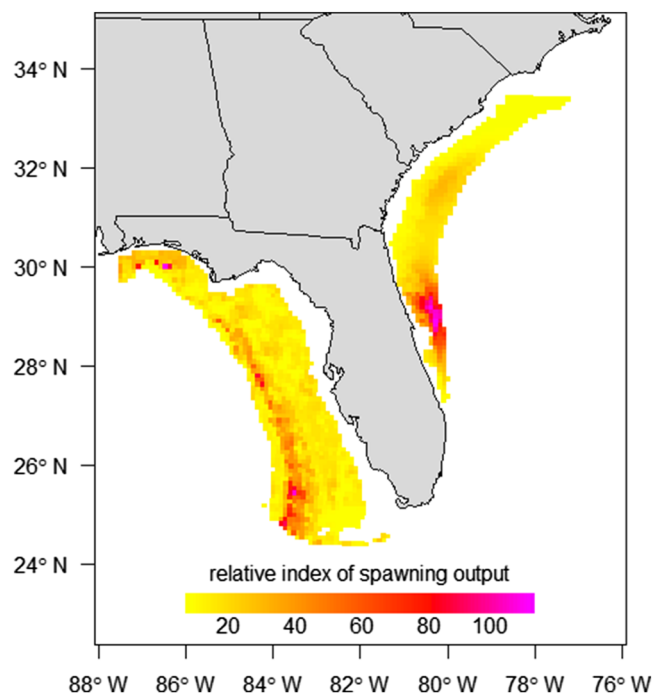 34° N
32° N
30° N
28° N
26° N
24° N
relative index of spawning output
20 40 60 80 100
88° W 86° W 84° W 82° W 80° W 78° W 76° W